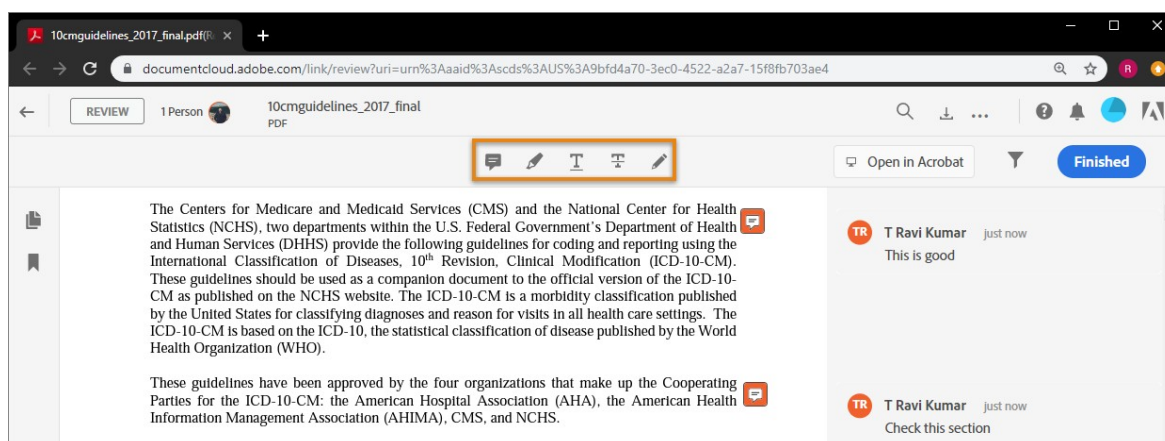 10cmguidelines_2017_final.pdf(R
documentcloud.adobe.com/link/review?uri=urn%3Aaaid%3Ascds%3AUS%3A9bfd4a70-3ec0-4522-a2a7-15f8fb703ae4
R
REVIEW
1 Person
10cmguidelines_2017_final
PDF
Open in Acrobat
Finished
The Centers for Medicare and Medicaid Services (CMS) and the National Center for Health
Statistics (NCHS), two departments within the U.S. Federal Government's Department of Health
and Human Services (DHHS) provide the following guidelines for coding and reporting using the
International Classification of Diseases, 10th Revision, Clinical Modification (ICD-10-CM).
These guidelines should be used as a companion document to the official version of the ICD-10-
CM as published on the NCHS website. The ICD-10-CM is a morbidity classification published
by the United States for classifying diagnoses and reason for visits in all health care settings. The
ICD-10-CM is based on the ICD-10, the statistical classification of disease published by the World
Health Organization (WHO).
These guidelines have been approved by the four organizations that make up the Cooperating
Parties for the ICD-10-CM: the American Hospital Association (AHA), the American Health
Information Management Association (AHIMA), CMS, and NCHS.
TR T Ravi Kumar just now
This is good
TR T Ravi Kumar just now
Check this section